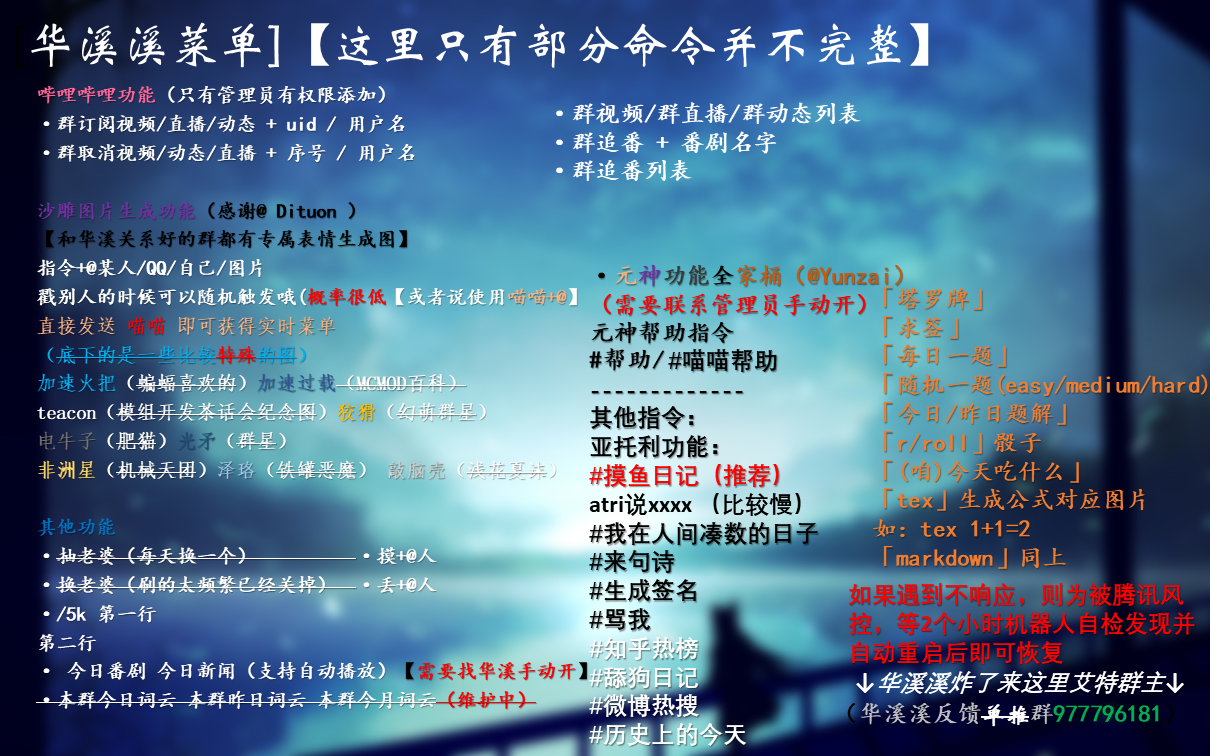 [华溪溪菜单]【这里只有部分命令并不完整】
哔哩哔哩功能（只有管理员有权限添加）
·群订阅视频/直播/动态 + uid / 用户名
·群取消视频/动态/直播 + 序号 / 用户名
·群视频/群直播/群动态列表
·群追番 + 番剧名字
·群追番列表
沙雕图片生成功能（感谢@ Dituon ）
【和华溪关系好的群都有专属表情生成图】
指令+@某人/QQ/自己/图片
戳别人的时候可以随机触发哦(概率很低【或者说使用喵喵+@】
直接发送 喵喵 即可获得实时菜单
（底下的是一些比较特殊的图）
加速火把（蝙蝠喜欢的）加速过载（MCMOD百科）
teacon（模组开发茶话会纪念图）狡猾（幻萌群星）
电牛子（肥猫）光矛（群星）
非洲星（机械天团）泽珞（铁罐恶魔） 敲脑壳（浅花夏妹）
其他功能
·抽老婆（每天换一个）
·摸+@人
·换老婆（刷的太频繁已经关掉）
·丢+@人
·/5k 第一行
第二行
· 今日番剧 今日新闻（支持自动播放）【需要找华溪手动开】
·本群今日词云 本群昨日词云 本群今月词云（维护中）
·元神功能全家桶（@Yunzai）
（需要联系管理员手动开）
元神帮助指令
#帮助/#喵喵帮助
-------------
其他指令：
亚托利功能：
#摸鱼日记（推荐）
atri说xxxx （比较慢）
#我在人间凑数的日子
#来句诗
#生成签名
#骂我
#知乎热榜
#舔狗日记
#微博热搜
#历史上的今天
「塔罗牌」
「求签」
「每日一题」
「随机一题(easy/medium/hard)
「今日/昨日题解」
「r/roll」骰子
「(咱)今天吃什么」
「tex」生成公式对应图片
如：tex 1+1=2
「markdown」同上
如果遇到不响应，则为被腾讯风
控，等2个小时机器人自检发现并
自动重启后即可恢复
↓华溪溪炸了来这里艾特群主↓
（华溪溪反馈单推群977796181）